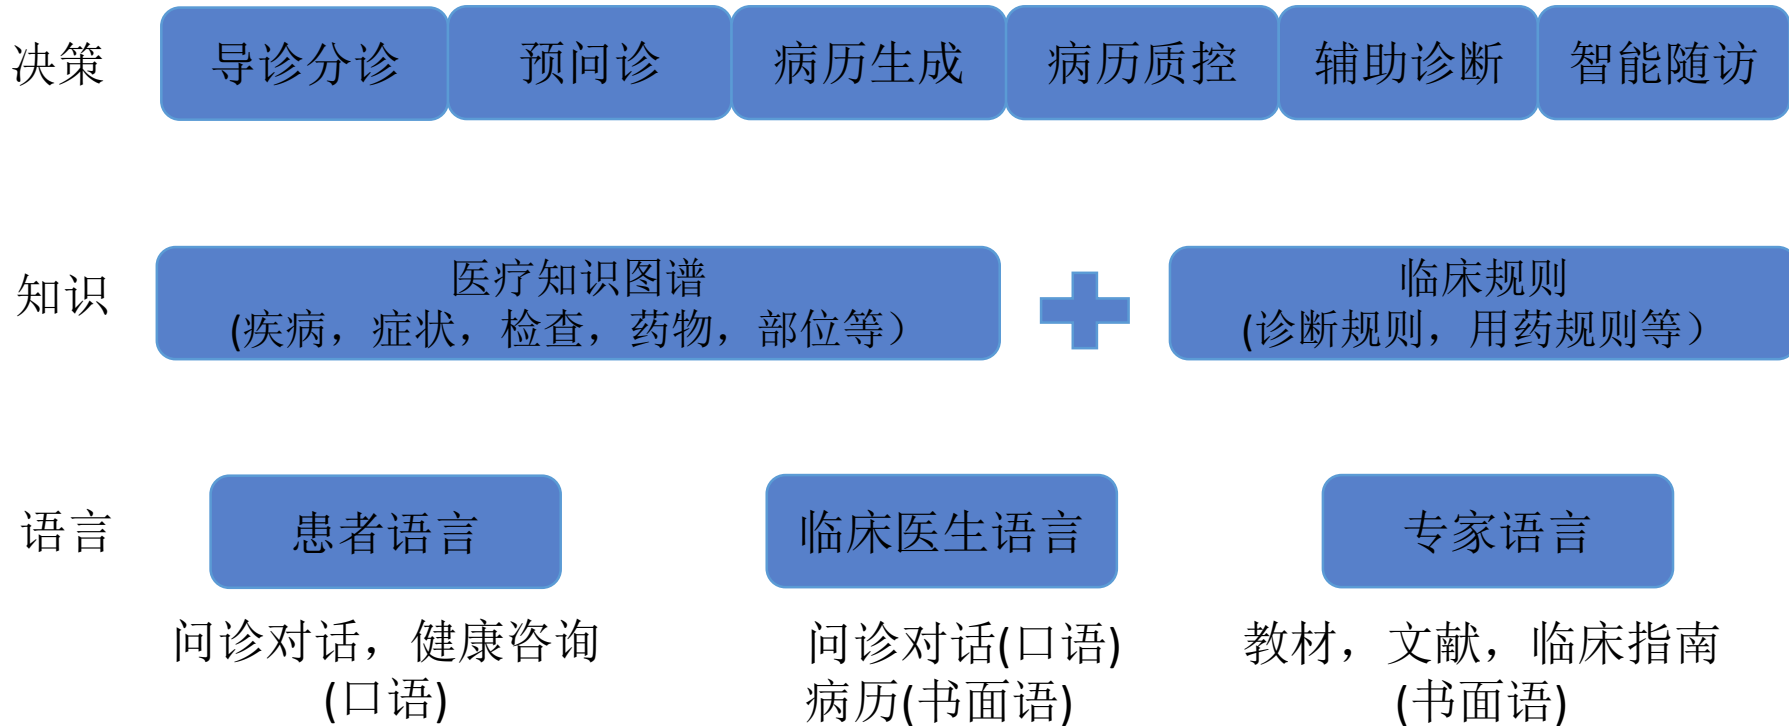 决策
导诊分诊
预问诊
病历生成
病历质控
辅助诊断
智能随访
知识
医疗知识图谱
(疾病，症状，检查，药物，部位等）
临床规则
(诊断规则，用药规则等）
语言
患者语言
临床医生语言
专家语言
问诊对话，健康咨询
(口语)
问诊对话(口语)
病历(书面语)
教材，文献，临床指南
(书面语)